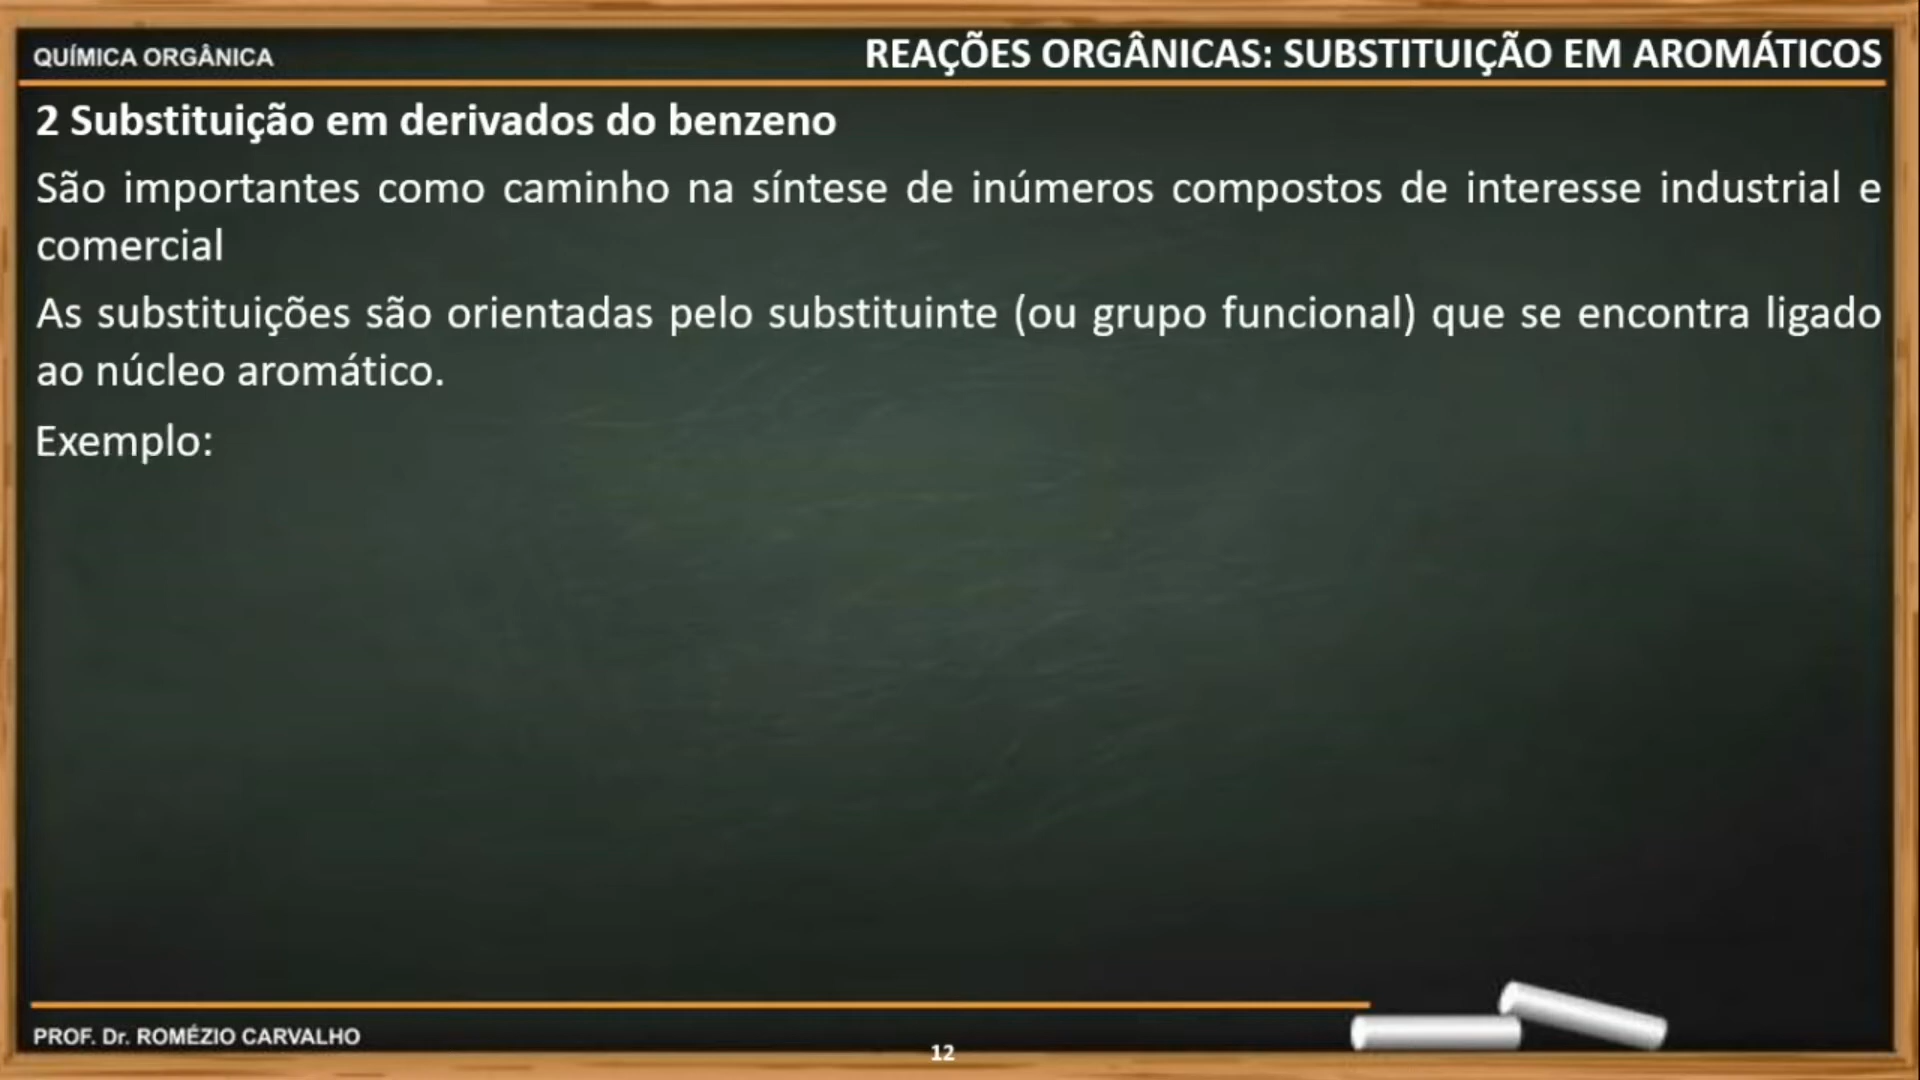 QUÍMICA ORGÂNICA
REAÇÕES ORGÂNICAS: SUBSTITUIÇÃO EM AROMÁTICOS
2 Substituição em derivados do benzeno
São importantes como caminho na síntese de inúmeros compostos de interesse industrial e
comercial
As substituições são orientadas pelo substituinte (ou grupo funcional) que se encontra ligado
ao núcleo aromático.
Exemplo:
PROF. Dr. ROMÉZIO CARVALHO
12